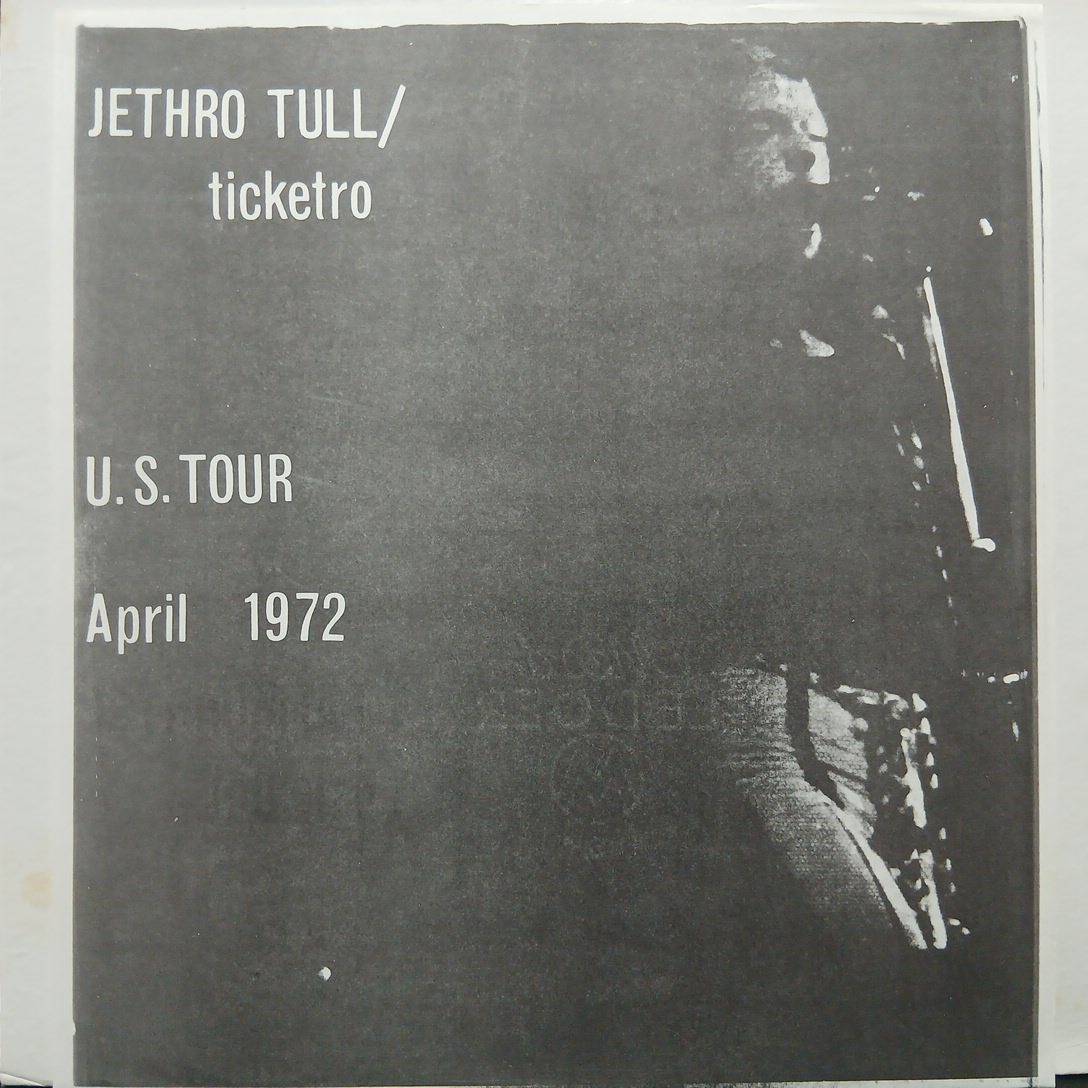 JETHRO TULL/
ticketro
U.S. TOUR
April 1972